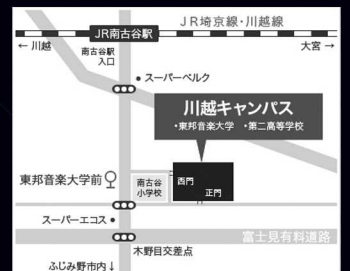 JR埼京線・川越線
JR南古谷駅
← 川越
大宮 →
南古谷駅
入口
スーパーベルク
川越キャンパス
・東邦音楽大学 ・第二高等学校
東邦音楽大学前
南古谷
小学校
西門
正門
スーパーエコス
富士見有料道路
木野目交差点
ふじみ野市内↓